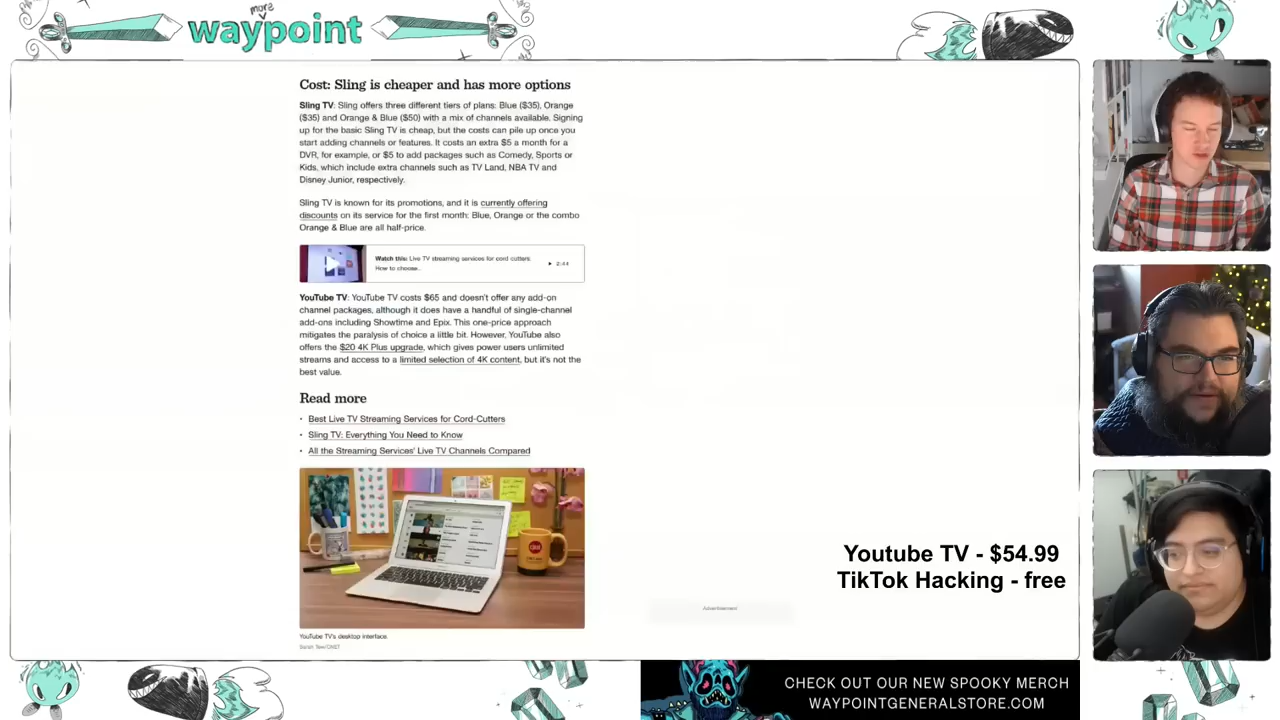 more
waypoint
Cost: Sling is cheaper and has more options
Sling TV: Sling offers three different tiers of plans: Blue ($35), Orange
($35) and Orange & Blue ($50) with a mix of channels available. Signing
up for the basic Sling TV is cheap, but the costs can pile up once you
start adding channels or features. It costs an extra $5 a month for a
DVR, for example, or $5 to add packages such as Comedy, Sports or
Kids, which include extra channels such as TV Land, NBA TV and
Disney Junior, respectively.
Sling TV is known for its promotions, and it is currently offering
discounts on its service for the first month: Blue, Orange or the combo
Orange & Blue are all half-price.
Watch this: Live TV streaming services for cord cutters:
How to choose..
2:44
YouTube TV: YouTube TV costs $65 and doesn't offer any add-on
channel packages, although it does have a handful of single-channel
add-ons including Showtime and Epix. This one-price approach
mitigates the paralysis of choice a little bit. However, YouTube also
offers the $20 4K Plus upgrade, which gives power users unlimited
streams and access to a limited selection of 4K content, but it's not the
best value.
Read more
• Best Live TV Streaming Services for Cord-Cutters
• Sling TV: Everything You Need to Know
• All the Streaming Services' Live TV Channels Compared
YouTube TV's desktop interface.
Sarah Tew/CNET
Advertisement
Youtube TV - $54.99
TikTok Hacking - free
CHECK OUT OUR NEW SPOOKY MERCH
WAYPOINTGENERALSTORE.COM